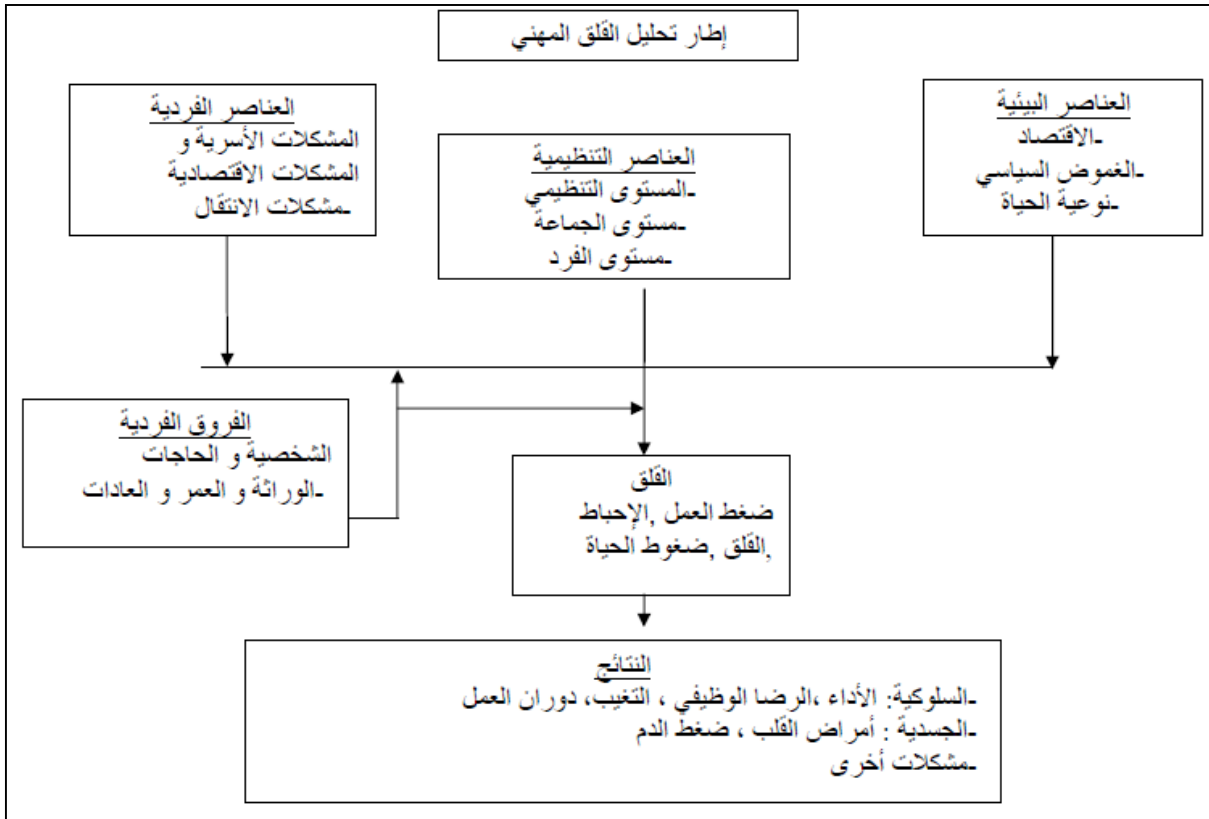 إطار تحليل القلق المهني
العناصر البيئية
-الاقتصاد
-الغموض السياسي
-نوعية الحياة
العناصر التنظيمية
-المستوى التنظيمي
-مستوى الجماعة
-مستوى الفرد
العناصر الفردية
المشكلات الأسرية و
المشكلات الاقتصادية
-مشكلات الانتقال
الفروق الفردية
الشخصية و الحاجات
-الوراثة و العمر و العادات
القلق
ضغط العمل ,الإحباط
,القلق ,ضغوط الحياة
النتائج
-السلوكية: الأداء ،الرضا الوظيفي ، التغيب، دوران العمل
-الجسدية : أمراض القلب ، ضغط الدم
-مشكلات أخرى